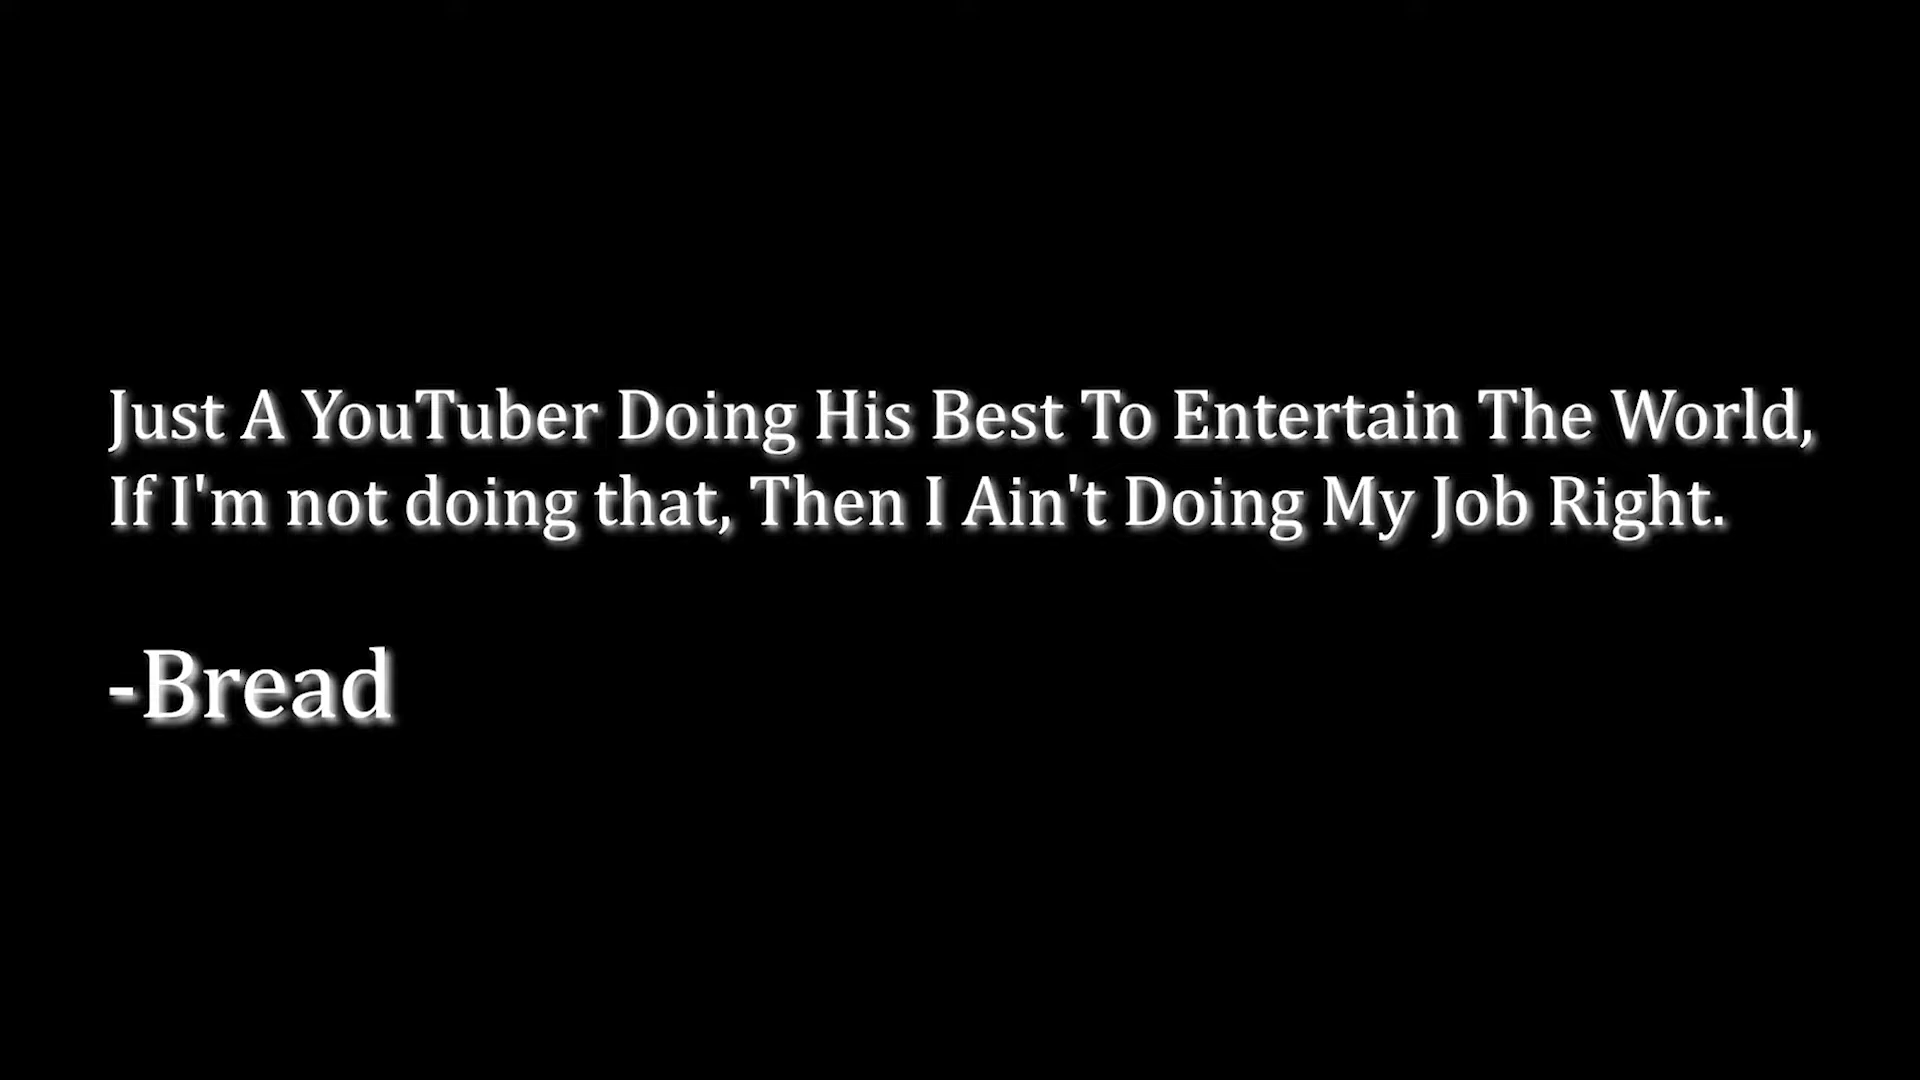 Just A YouTuber Doing His Best To Entertain The World,
If I'm not doing that, Then I Ain't Doing My Job Right.
-Bread